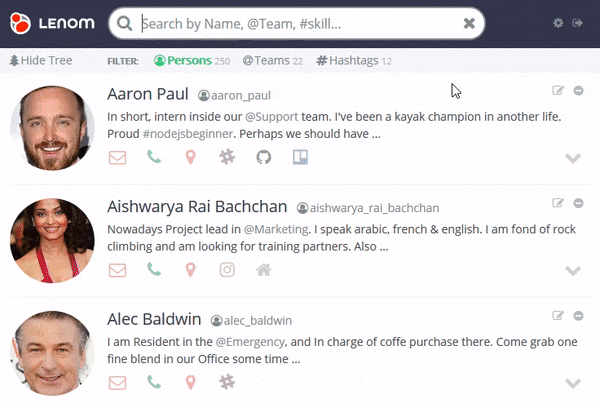 LENOM
Search by Name, @Team, #skill...
Hide Tree
FILTER:
Persons 250
@Teams 22
#Hashtags 12
Aaron Paul @aaron_paul
In short, intern inside our @Support team. I've been a kayak champion in another life.
Proud #nodejsbeginner. Perhaps we should have ...
Aishwarya Rai Bachchan @aishwarya_rai_bachchan
Nowadays Project lead in @Marketing. I speak arabic, french & english. I am fond of rock
climbing and am looking for training partners. Also ...
Alec Baldwin @alec_baldwin
I am Resident in the @Emergency, and In charge of coffe purchase there. Come grab one
fine blend in our Office some time ...